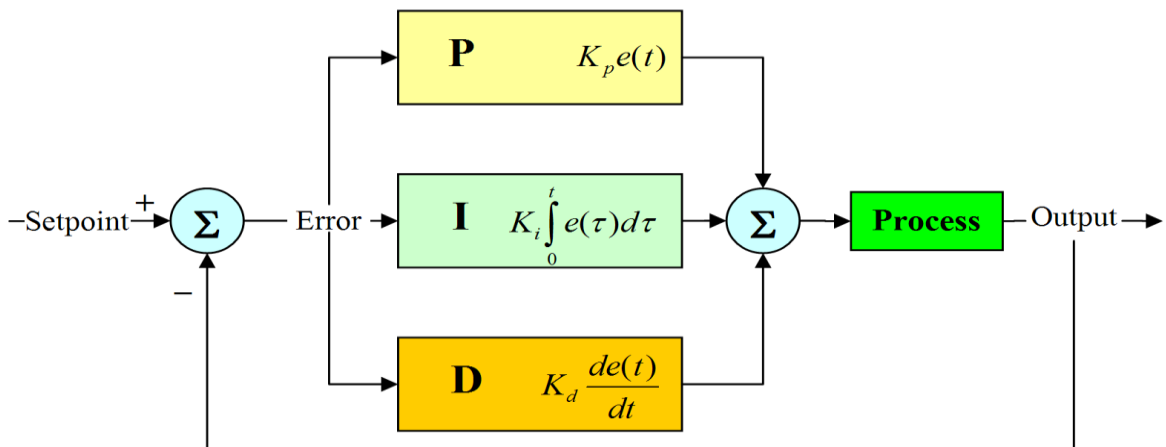 P K_p e(t)
–Setpoint + Σ Error I K_i ∫_0^t e(τ)dτ Σ Process Output
–
D K_d de(t)/dt